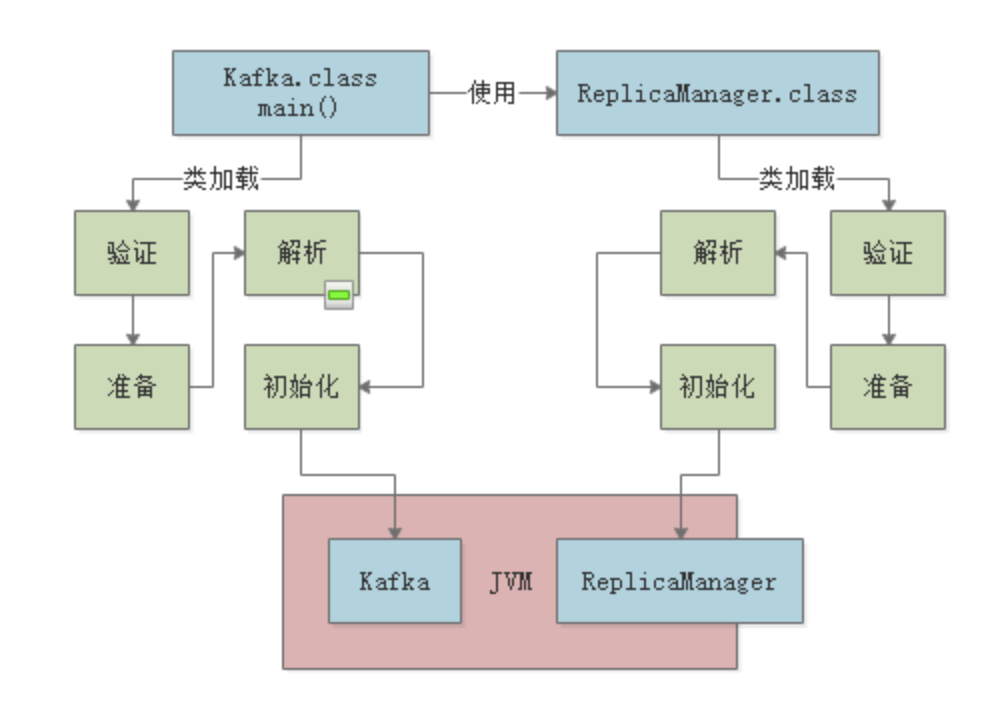 Kafka.class
main()
使用
ReplicaManager.class
类加载
类加载
验证
解析
解析
验证
准备
初始化
初始化
准备
Kafka
JVM
ReplicaManager